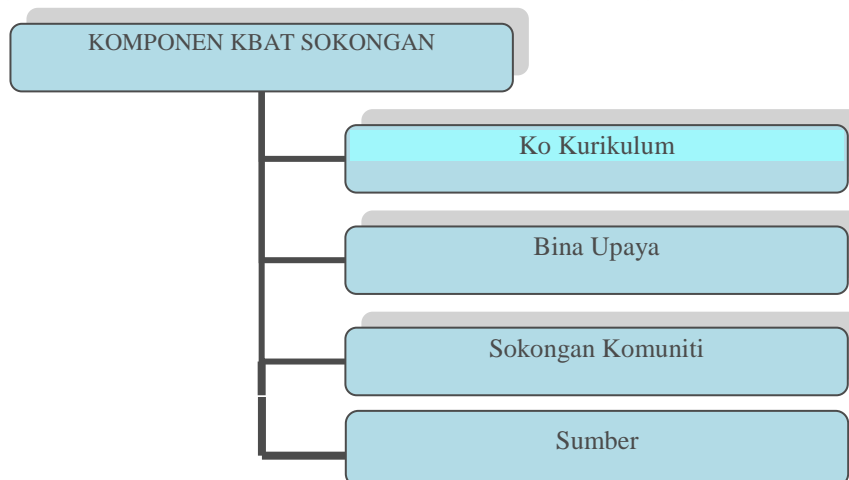 KOMPONEN KBAT SOKONGAN
Ko Kurikulum
Bina Upaya
Sokongan Komuniti
Sumber